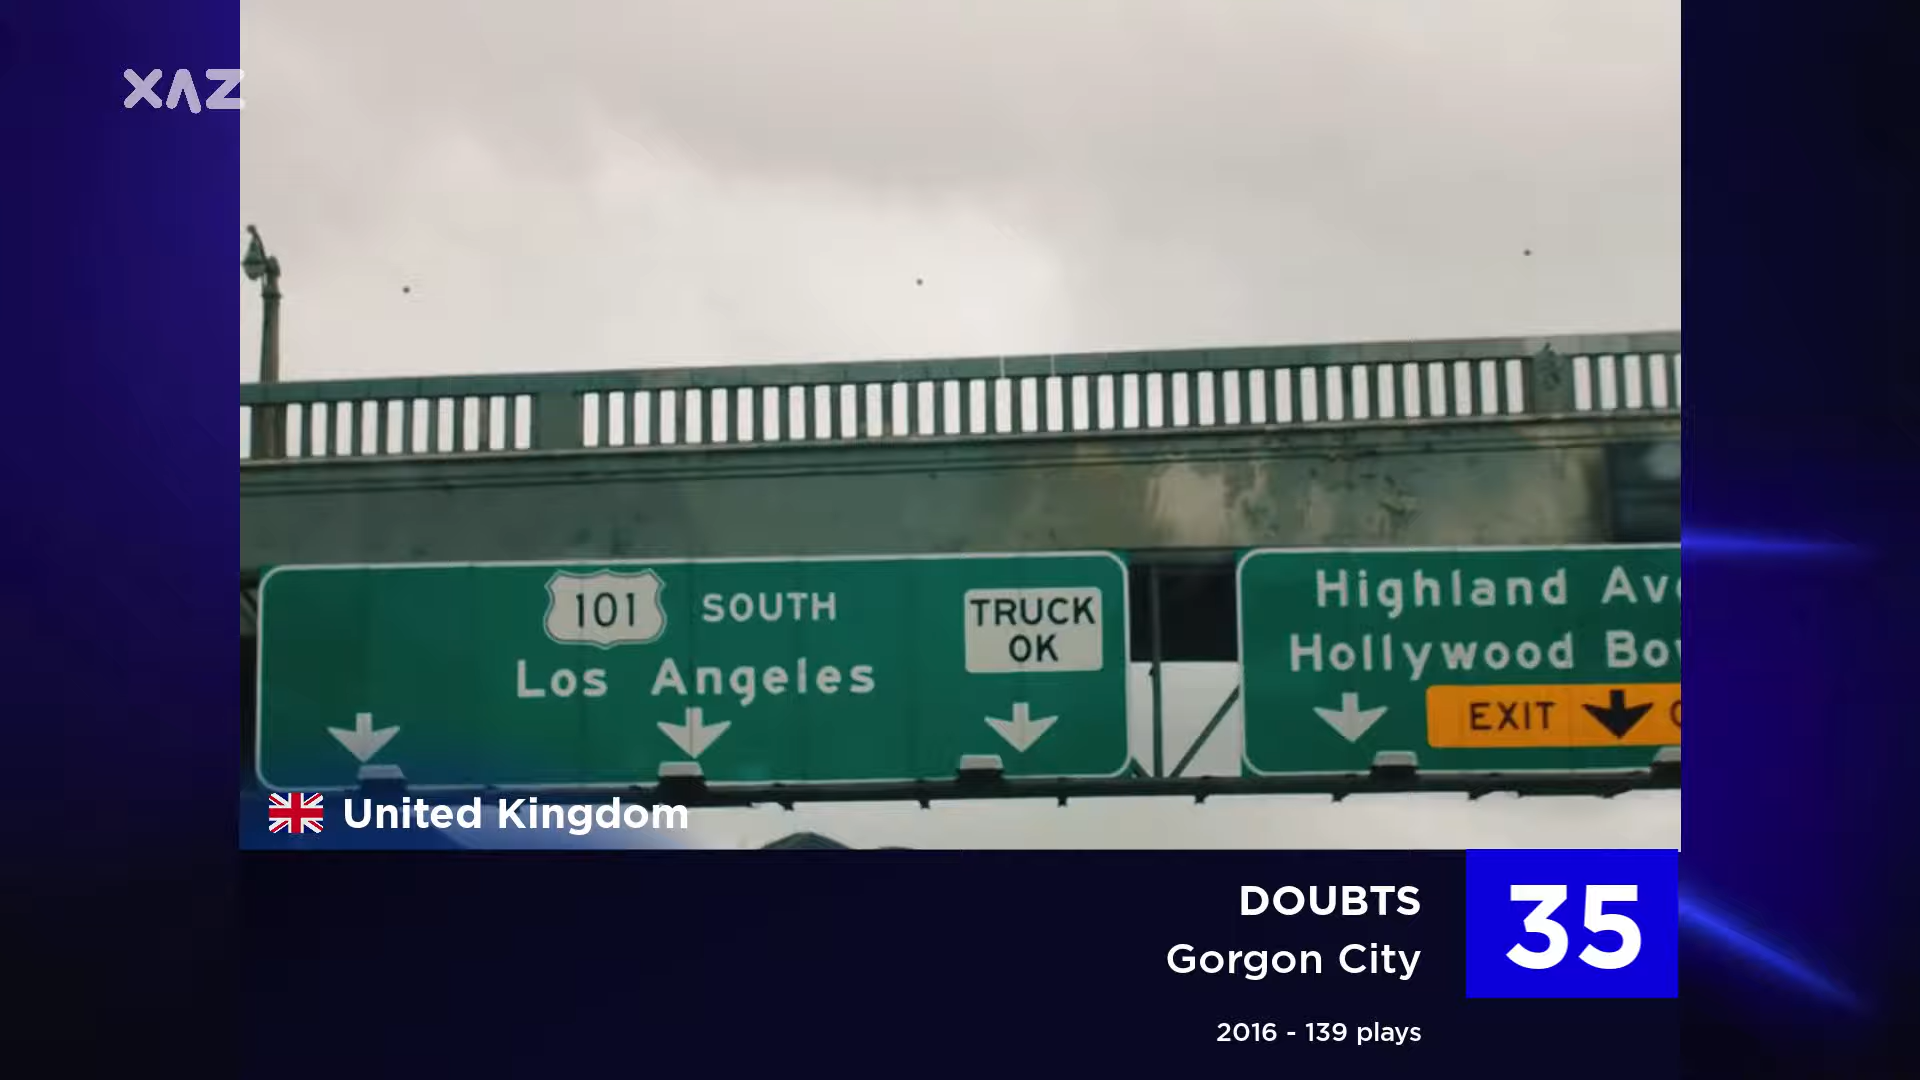 XAZ
101 SOUTH
Los Angeles
TRUCK
OK
Highland
Hollywood
EXIT
United Kingdom
DOUBTS
Gorgon City
35
2016 - 139 plays